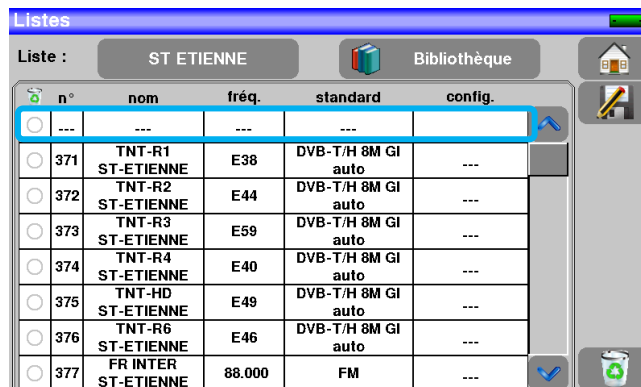 Listes
Liste : ST ETIENNE Bibliothèque
n° nom fréq. standard config.
--- --- --- ---
371 TNT-R1 ST-ETIENNE E38 DVB-T/H 8M GI auto ---
372 TNT-R2 ST-ETIENNE E44 DVB-T/H 8M GI auto ---
373 TNT-R3 ST-ETIENNE E59 DVB-T/H 8M GI auto ---
374 TNT-R4 ST-ETIENNE E40 DVB-T/H 8M GI auto ---
375 TNT-HD ST-ETIENNE E49 DVB-T/H 8M GI auto ---
376 TNT-R6 ST-ETIENNE E46 DVB-T/H 8M GI auto ---
377 FR INTER ST-ETIENNE 88.000 FM ---